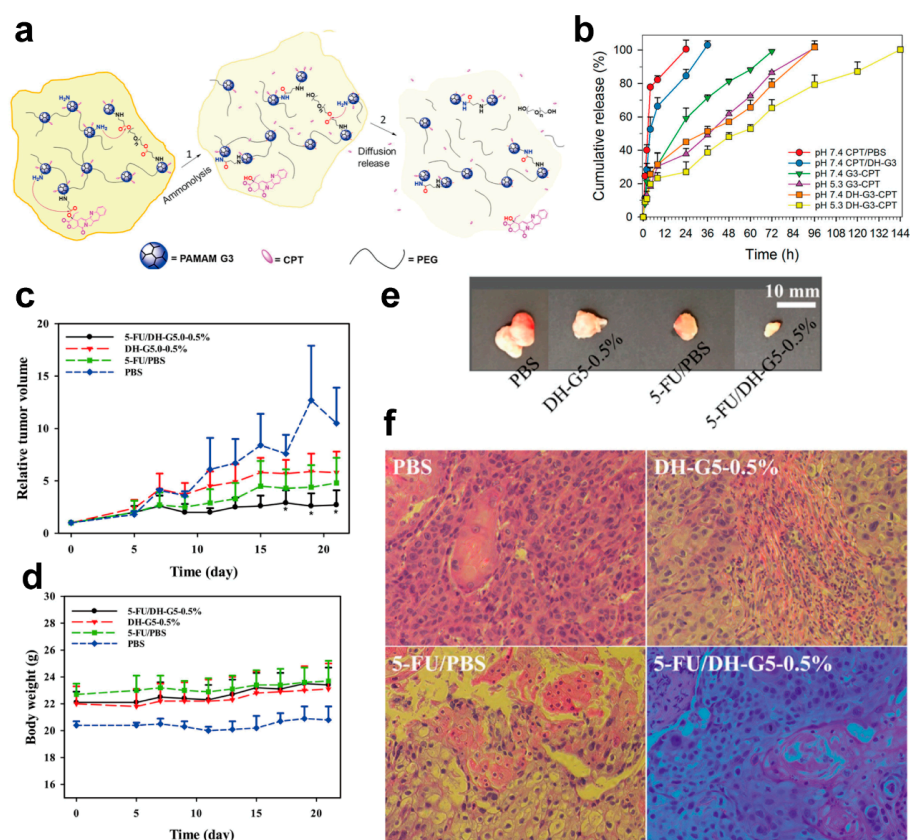 a
H₂N
NH₂
1
Ammonolysis
2
Diffusion
release
= PAMAM G3
= CPT
= PEG
b
Cumulative release (%)
120
100
80
60
40
20
0
pH 7.4 CPT/PBS
pH 7.4 CPT/DH-G3
pH 7.4 G3-CPT
pH 5.3 G3-CPT
pH 7.4 DH-G3-CPT
pH 5.3 DH-G3-CPT
0 12 24 36 48 60 72 84 96 108 120 132 144
Time (h)
c
Relative tumor volume
20
15
10
5
0
5-FU/DH-G5.0-0.5%
DH-G5.0-0.5%
5-FU/PBS
PBS
* * *
0 5 10 15 20
Time (day)
d
Body weight (g)
30
28
26
24
22
20
18
16
5-FU/DH-G5-0.5%
DH-G5-0.5%
5-FU/PBS
PBS
0 5 10 15 20
Time (day)
e
10 mm
PBS
DH-G5-0.5%
5-FU/PBS
5-FU/DH-G5-0.5%
f
PBS
DH-G5-0.5%
5-FU/PBS
5-FU/DH-G5-0.5%